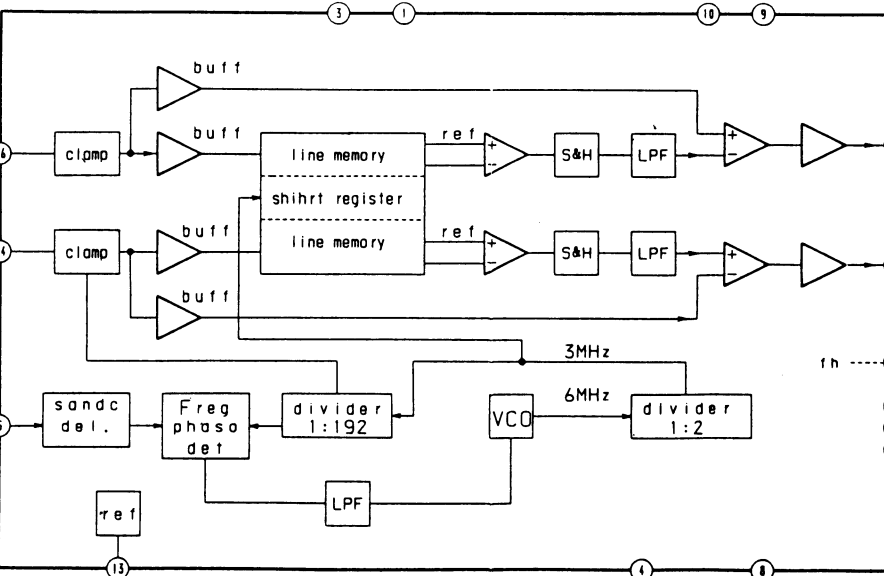 3 1 10 9
buff
buff
6 clamp line memory ref + - S&H LPF + -
shihrt register
buff
4 clamp line memory ref + - S&H LPF + -
buff
3MHz fh
6MHz
sandc
del.
Freg
phasa
det
divider
1:192
VCO
divider
1:2
LPF
ref
13 4 8